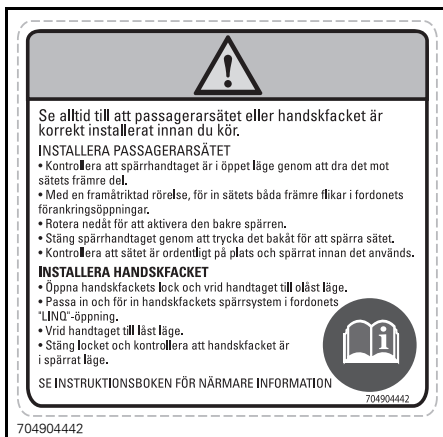 Se alltid till att passagerarsätet eller handskfacket är
korrekt installerat innan du kör.
INSTALLERA PASSAGERARSÄTET
• Kontrollera att spärrhandtaget är i öppet läge genom att dra det mot
sätets främre del.
• Med en framåtriktad rörelse, för in sätets båda främre flikar i fordonets
förankringsöppningar.
• Rotera nedåt för att aktivera den bakre spärren.
• Stäng spärrhandtaget genom att trycka det bakåt för att spärra sätet.
• Kontrollera att sätet är ordentligt på plats och spärrat innan det används.
INSTALLERA HANDSKFACKET
• Öppna handskfackets lock och vrid handtaget till olåst läge.
• Passa in och för in handskfackets spärrsystem i fordonets
"LINQ"-öppning.
• Vrid handtaget till låst läge.
• Stäng locket och kontrollera att handskfacket är
i spärrat läge.
SE INSTRUKTIONSBOKEN FÖR NÄRMARE INFORMATION
704904442
704904442